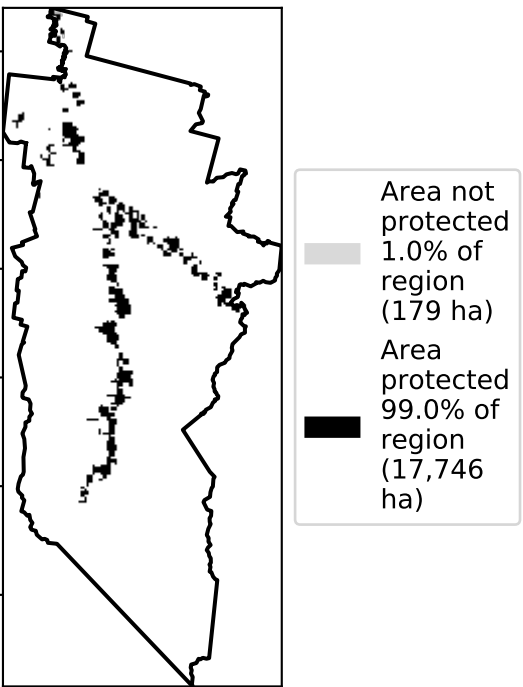 Area not
protected
1.0% of
region
(179 ha)
Area
protected
99.0% of
region
(17,746
ha)